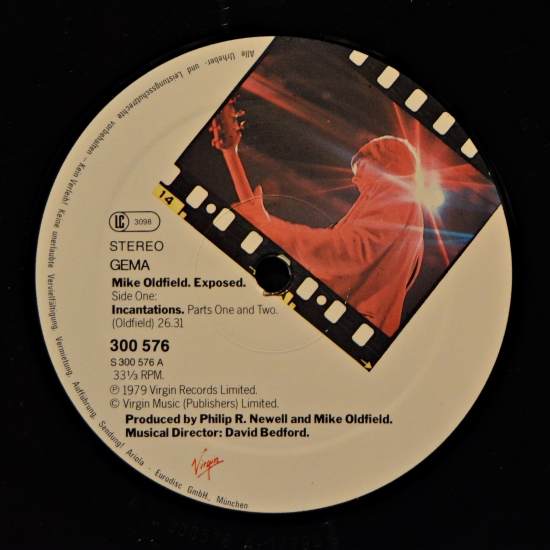 Alle Urheber- und Leistungsschutzrechte vorbehalten – Kein Verleih! Keine unerlaubte Vervielfältigung, Vermietung, Aufführung, Sendung! Ariola - Eurodisc GmbH., München
14
LC 3098
STEREO
GEMA
Mike Oldfield. Exposed.
Side One:
Incantations. Parts One and Two.
(Oldfield) 26.31
300 576
S 300 576 A
33⅓ RPM.
℗ 1979 Virgin Records Limited.
© Virgin Music (Publishers) Limited.
Produced by Philip R. Newell and Mike Oldfield.
Musical Director: David Bedford.
Virgin